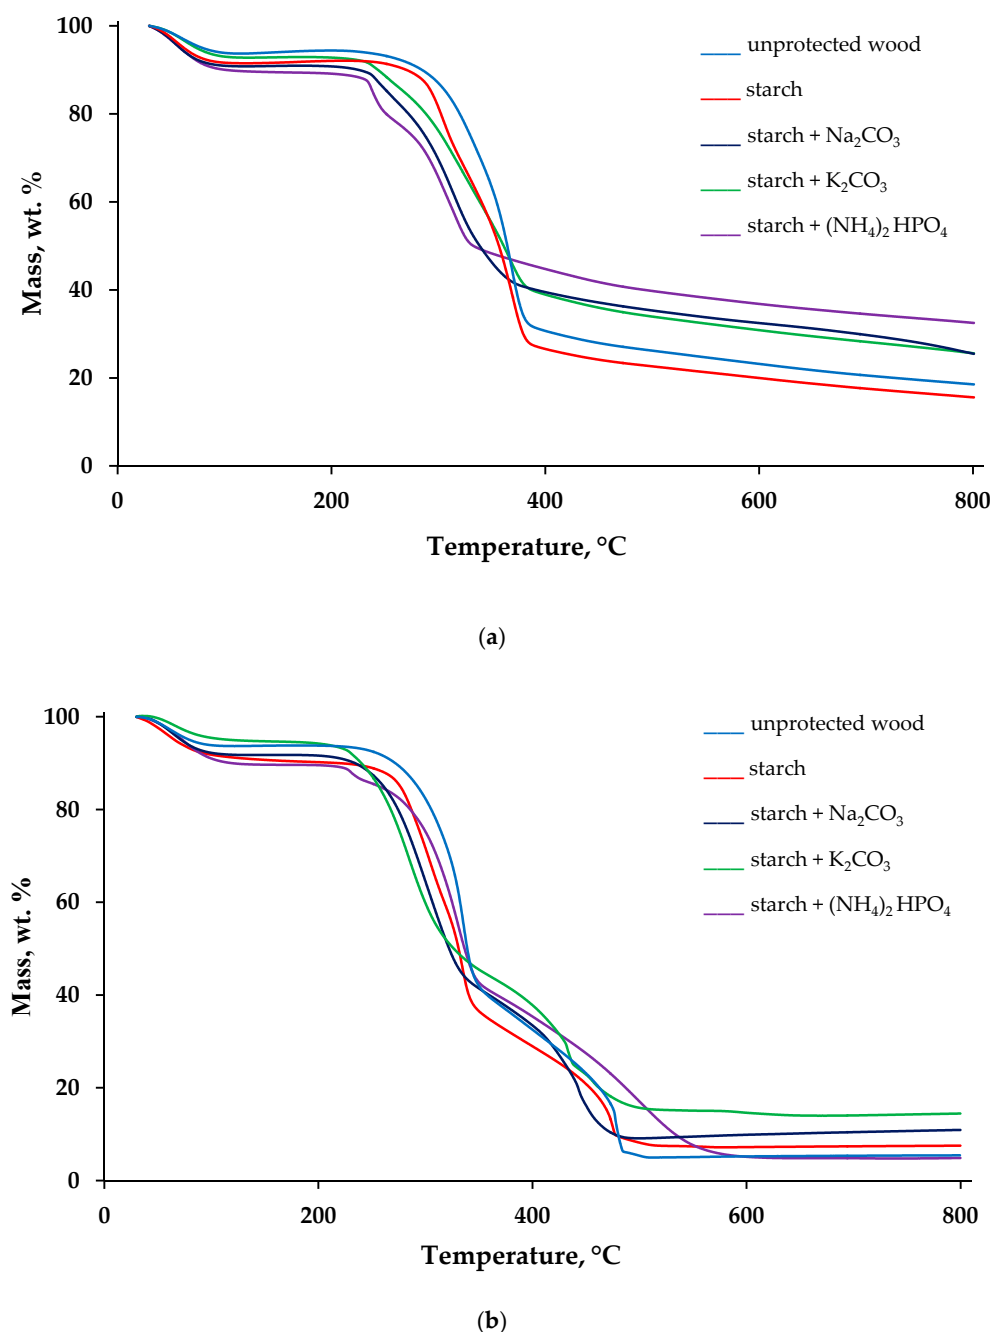 100
80
60
40
20
0
Mass, wt. %
unprotected wood
starch
starch + Na₂CO₃
starch + K₂CO₃
starch + (NH₄)₂ HPO₄
0 200 400 600 800
Temperature, °C
(a)
100
80
60
40
20
0
Mass, wt. %
unprotected wood
starch
starch + Na₂CO₃
starch + K₂CO₃
starch + (NH₄)₂ HPO₄
0 200 400 600 800
Temperature, °C
(b)